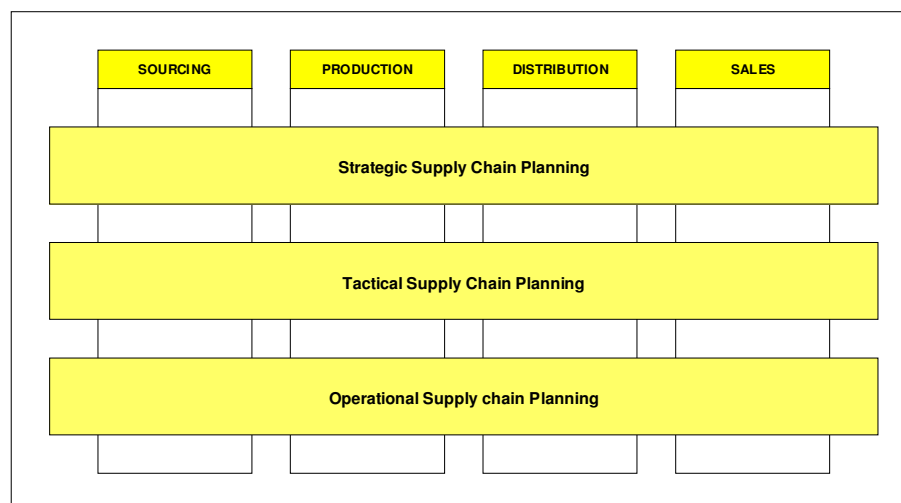 SOURCING
PRODUCTION
DISTRIBUTION
SALES
Strategic Supply Chain Planning
Tactical Supply Chain Planning
Operational Supply chain Planning